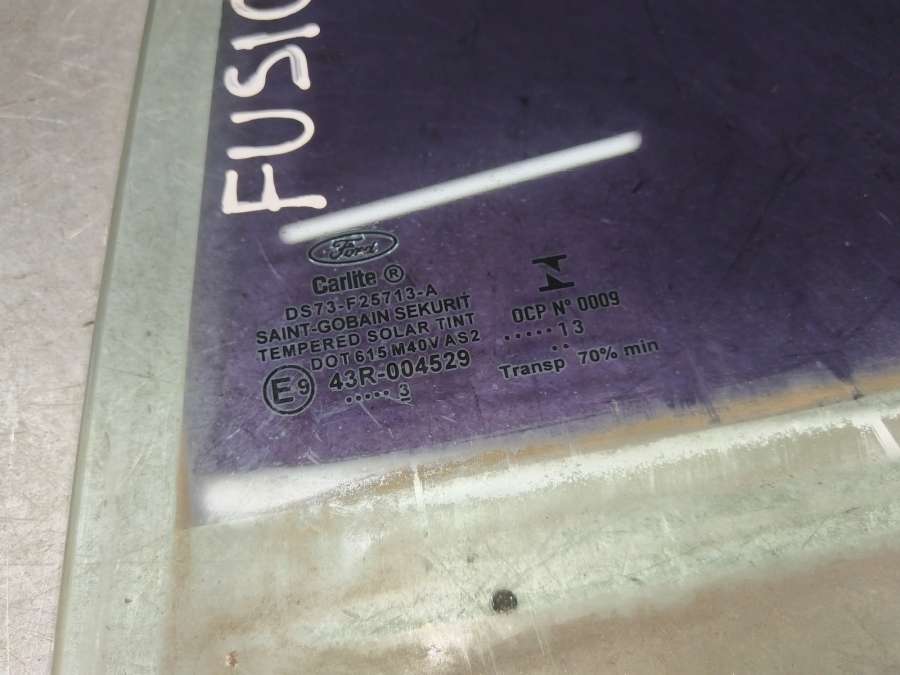 FUSIO
Ford
Carlite ®
DS73-F25713-A
SAINT-GOBAIN SEKURIT
TEMPERED SOLAR TINT
DOT 615 M40V AS2
E9 43R-004529
..... 3
OCP Nº 0009
.....13
..
Transp 70% min